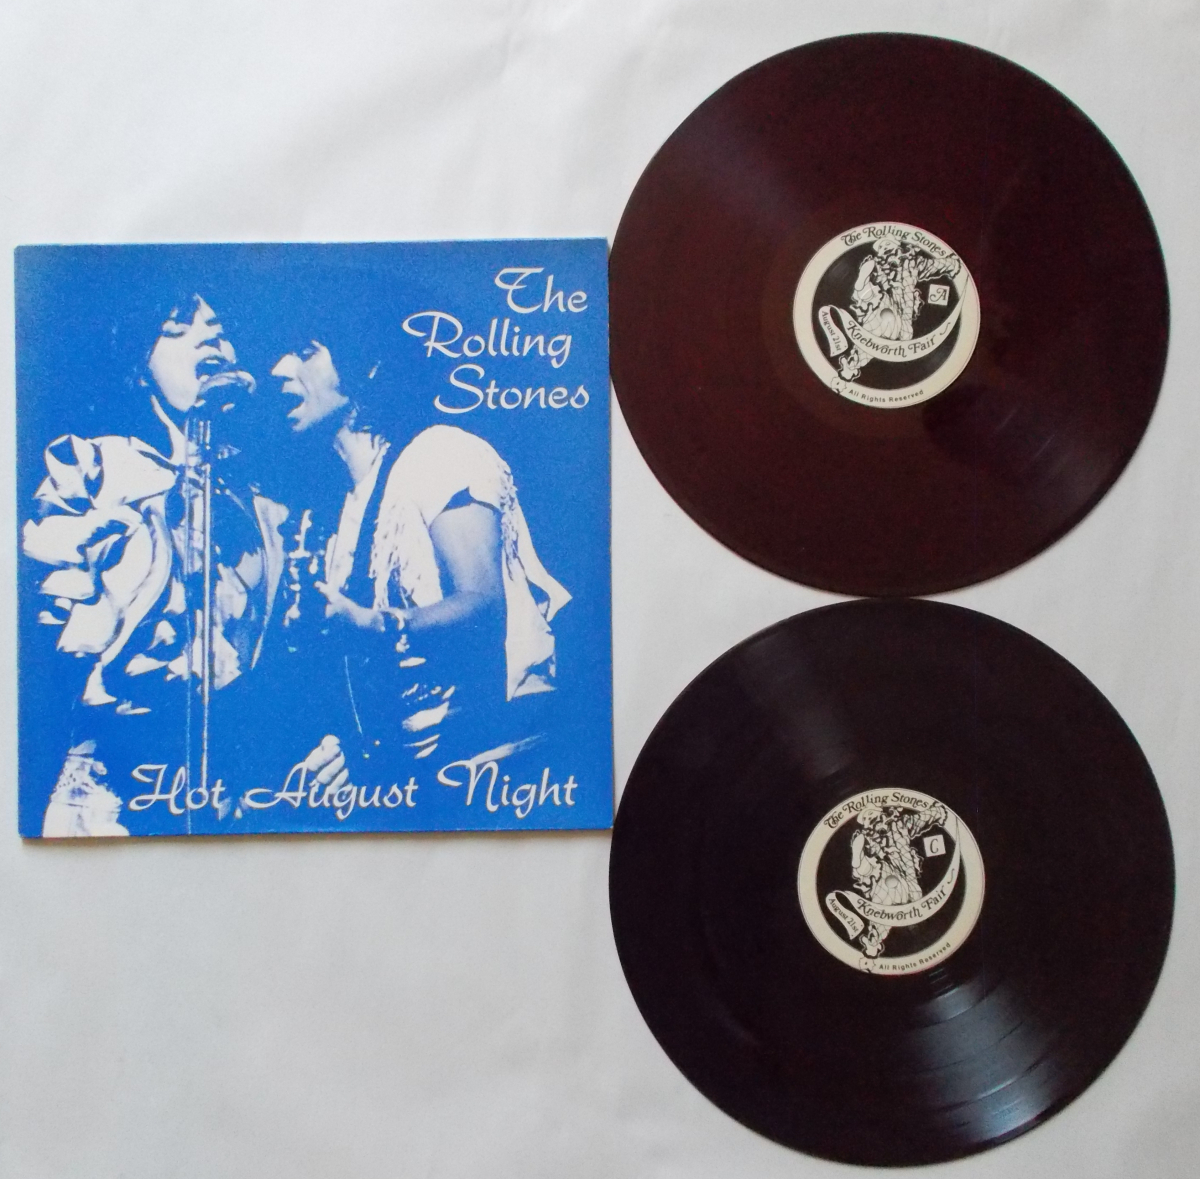 The
Rolling
Stones
Hot August Night
The Rolling Stones
A
August 21st
Knebworth Fair
All Rights Reserved
The Rolling Stones
C
August 21st
Knebworth Fair
All Rights Reserved